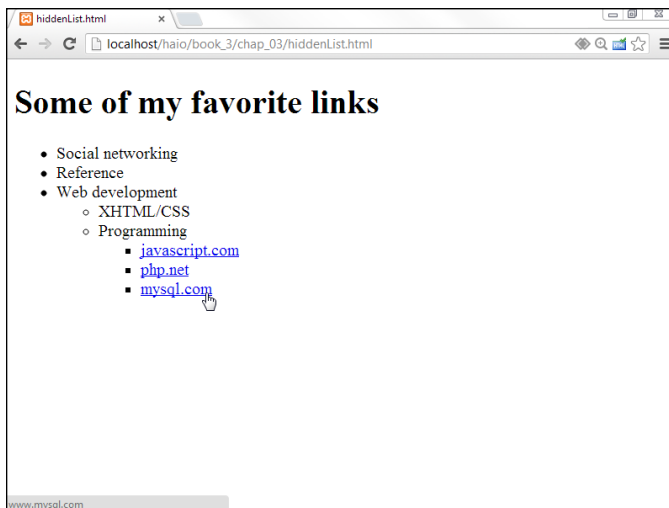 hiddenList.html
localhost/haio/book_3/chap_03/hiddenList.html
Some of my favorite links
Social networking
Reference
Web development
XHTML/CSS
Programming
javascript.com
php.net
mysql.com
www.mysql.com